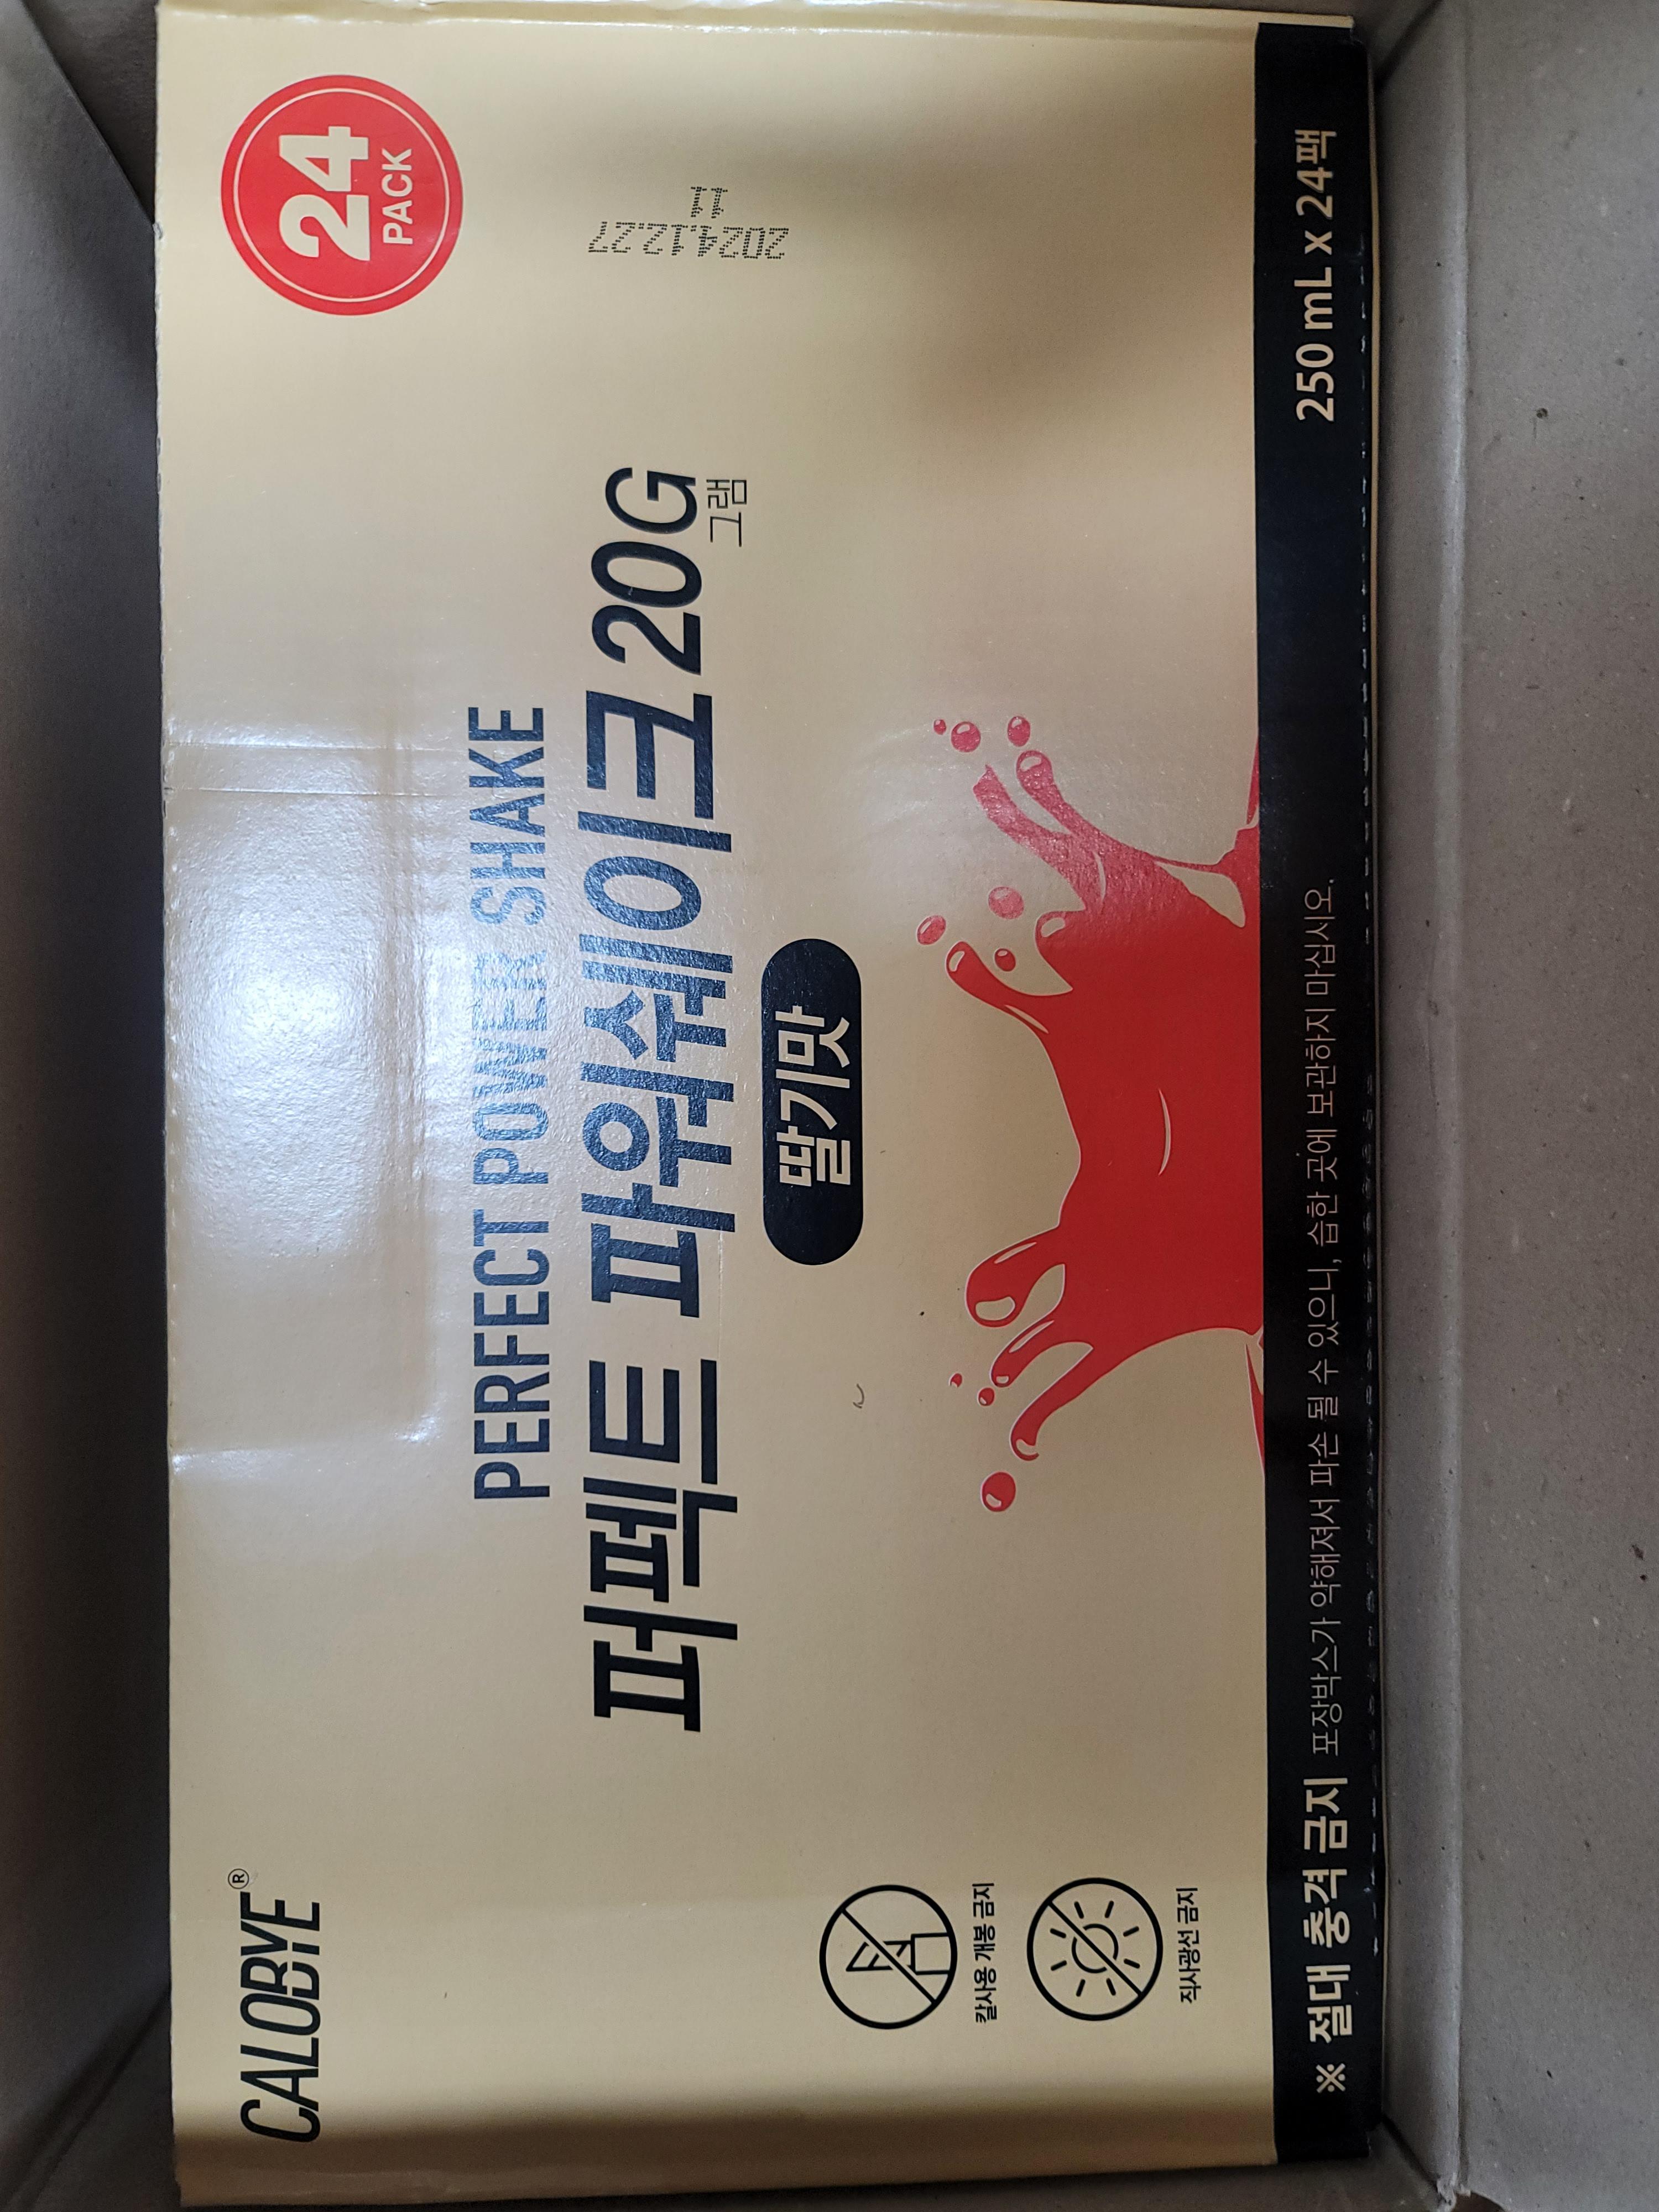 CALOBYE®
24
PACK
PERFECT POWER SHAKE
퍼펙트 파워쉐이크 20G
그램
딸기맛
2024.12.27
11
칼사용 개봉 금지
직사광선 금지
※ 절대 충격 금지 포장박스가 약해져서 파손 될 수 있으니, 습한 곳에 보관하지 마십시오.
250 mL x 24팩